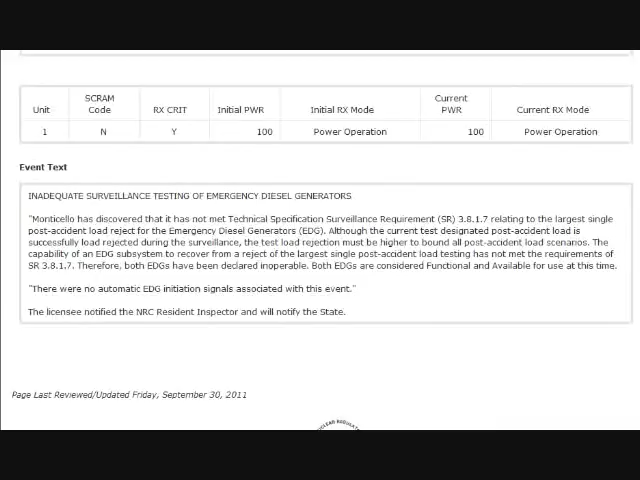 Unit SCRAM Code RX CRIT Initial PWR Initial RX Mode Current PWR Current RX Mode
1 N Y 100 Power Operation 100 Power Operation
Event Text
INADEQUATE SURVEILLANCE TESTING OF EMERGENCY DIESEL GENERATORS
"Monticello has discovered that it has not met Technical Specification Surveillance Requirement (SR) 3.8.1.7 relating to the largest single
post-accident load reject for the Emergency Diesel Generators (EDG). Although the current test designated post-accident load is
successfully load rejected during the surveillance, the test load rejection must be higher to bound all post-accident load scenarios. The
capability of an EDG subsystem to recover from a reject of the largest single post-accident load testing has not met the requirements of
SR 3.8.1.7. Therefore, both EDGs have been declared inoperable. Both EDGs are considered Functional and Available for use at this time.
"There were no automatic EDG initiation signals associated with this event."
The licensee notified the NRC Resident Inspector and will notify the State.
Page Last Reviewed/Updated Friday, September 30, 2011